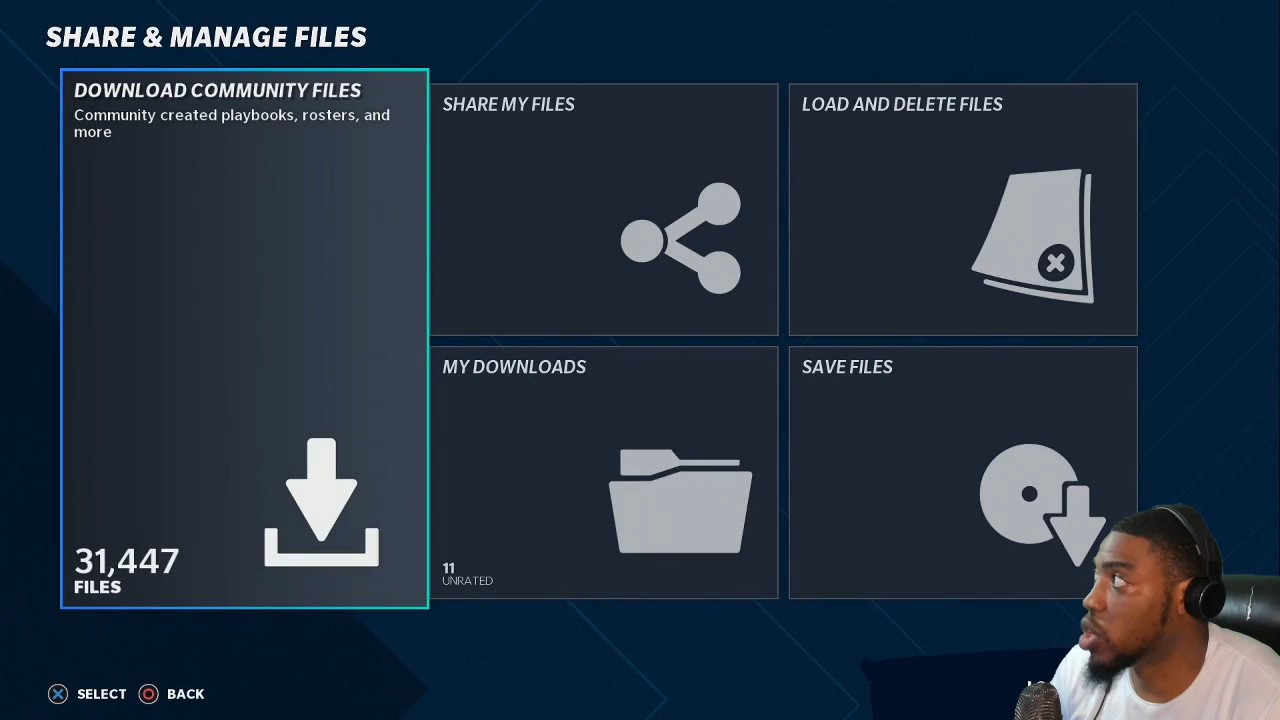 SHARE & MANAGE FILES
DOWNLOAD COMMUNITY FILES
Community created playbooks, rosters, and
more
31,447
FILES
SHARE MY FILES
LOAD AND DELETE FILES
MY DOWNLOADS
11
UNRATED
SAVE FILES
SELECT
BACK